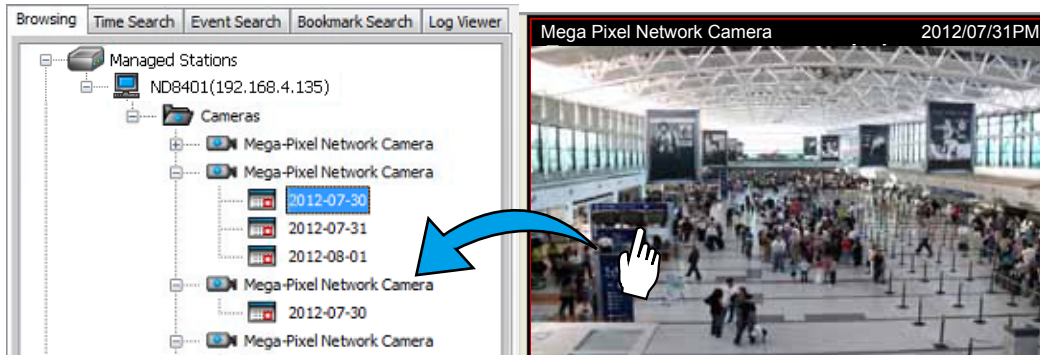 Browsing Time Search Event Search Bookmark Search Log Viewer
Managed Stations
ND8401(192.168.4.135)
Cameras
Mega-Pixel Network Camera
Mega-Pixel Network Camera
2012-07-30
2012-07-31
2012-08-01
Mega-Pixel Network Camera
2012-07-30
Mega-Pixel Network Camera
Mega Pixel Network Camera 2012/07/31PM